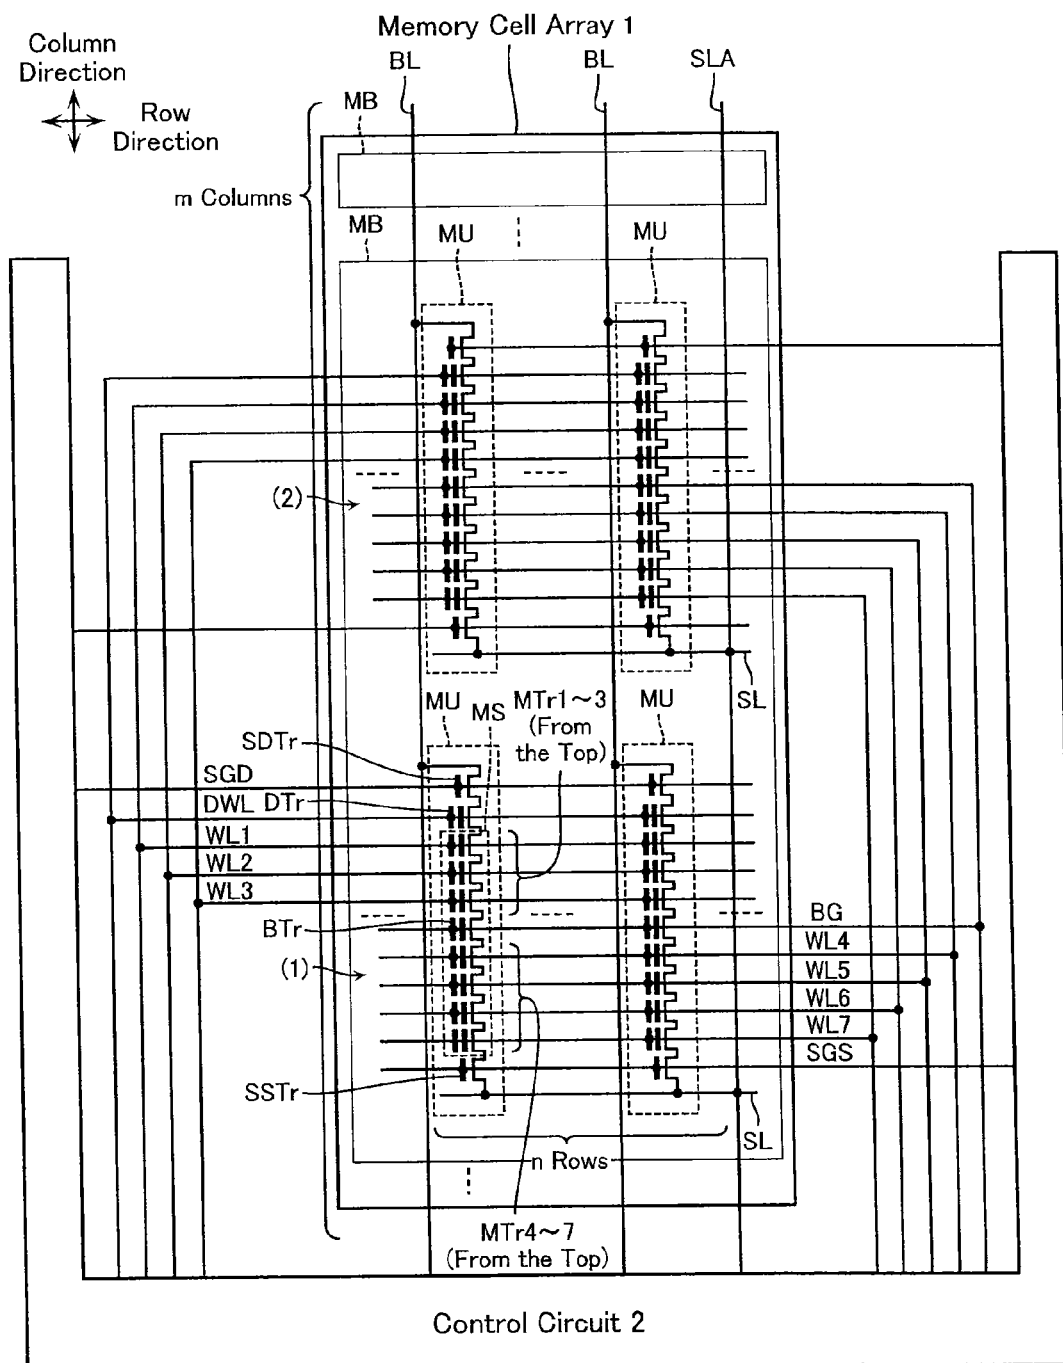 Memory Cell Array 1
Column
Direction
Row
Direction
BL
BL
SLA
MB
m Columns
MB
MU
MU
(2)
SL
MU
MS
MTr1~3
(From
the Top)
MU
SDTr
SGD
DWL
DTr
WL1
WL2
WL3
BTr
(1)
BG
WL4
WL5
WL6
WL7
SGS
SSTr
SL
n Rows
MTr4~7
(From the Top)
Control Circuit 2